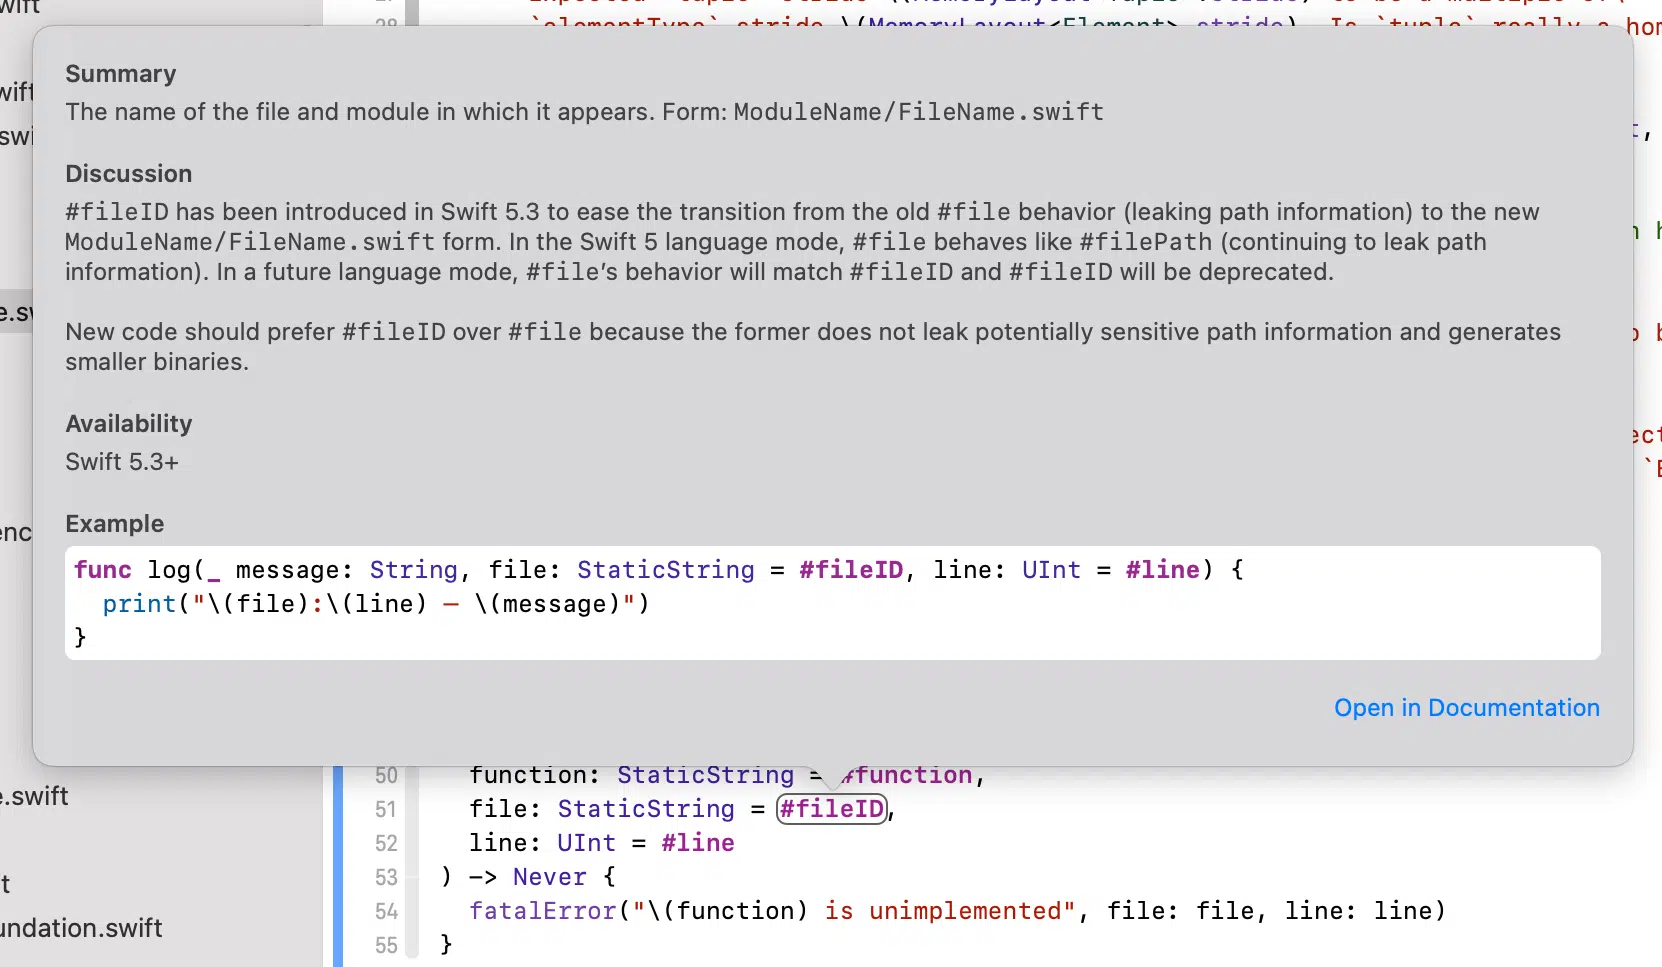 Summary
The name of the file and module in which it appears. Form: ModuleName/FileName.swift
Discussion
#fileID has been introduced in Swift 5.3 to ease the transition from the old #file behavior (leaking path information) to the new
ModuleName/FileName.swift form. In the Swift 5 language mode, #file behaves like #filePath (continuing to leak path
information). In a future language mode, #file’s behavior will match #fileID and #fileID will be deprecated.
New code should prefer #fileID over #file because the former does not leak potentially sensitive path information and generates
smaller binaries.
Availability
Swift 5.3+
Example
func log(_ message: String, file: StaticString = #fileID, line: UInt = #line) {
print("\(file):\(line) — \(message)")
}
Open in Documentation
50 function: StaticString = #function,
51 file: StaticString = #fileID,
52 line: UInt = #line
53 ) -> Never {
54 fatalError("\(function) is unimplemented", file: file, line: line)
55 }
.swift
undation.swift